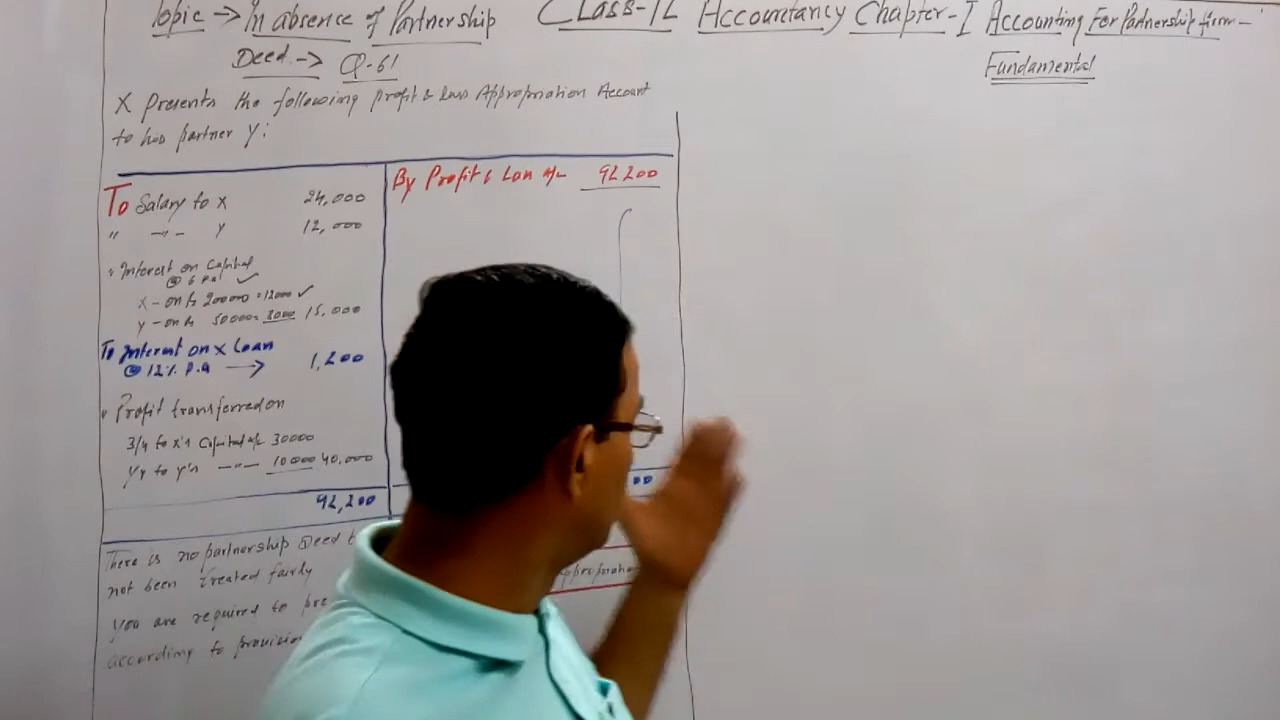 Topic → In absence of Partnership
Deed → Q-61
Class-12 Accountancy Chapter-I Accounting For Partnership firm -
Fundamental
X Presents the following profit & loss Appropriation Account
to his partner Y:
To Salary to X 24,000
" -"- Y 12,000
" Interest on Capital
@ 6 P.a ✓
X - on ₨ 200000 = 12000 ✓
Y - on ₨ 50000 = 3000 15,000
To Interest on X Loan
@ 12% P.A → 1,200
" Profit transferred on
3/4 to X's Capital a/c 30000
1/4 to Y's -"- 10000 40,000
92,200
By Profit & Loss a/c 92200
00
There is no partnership Deed
not been treated fairly
you are required to pre
according to provision
Appropriation